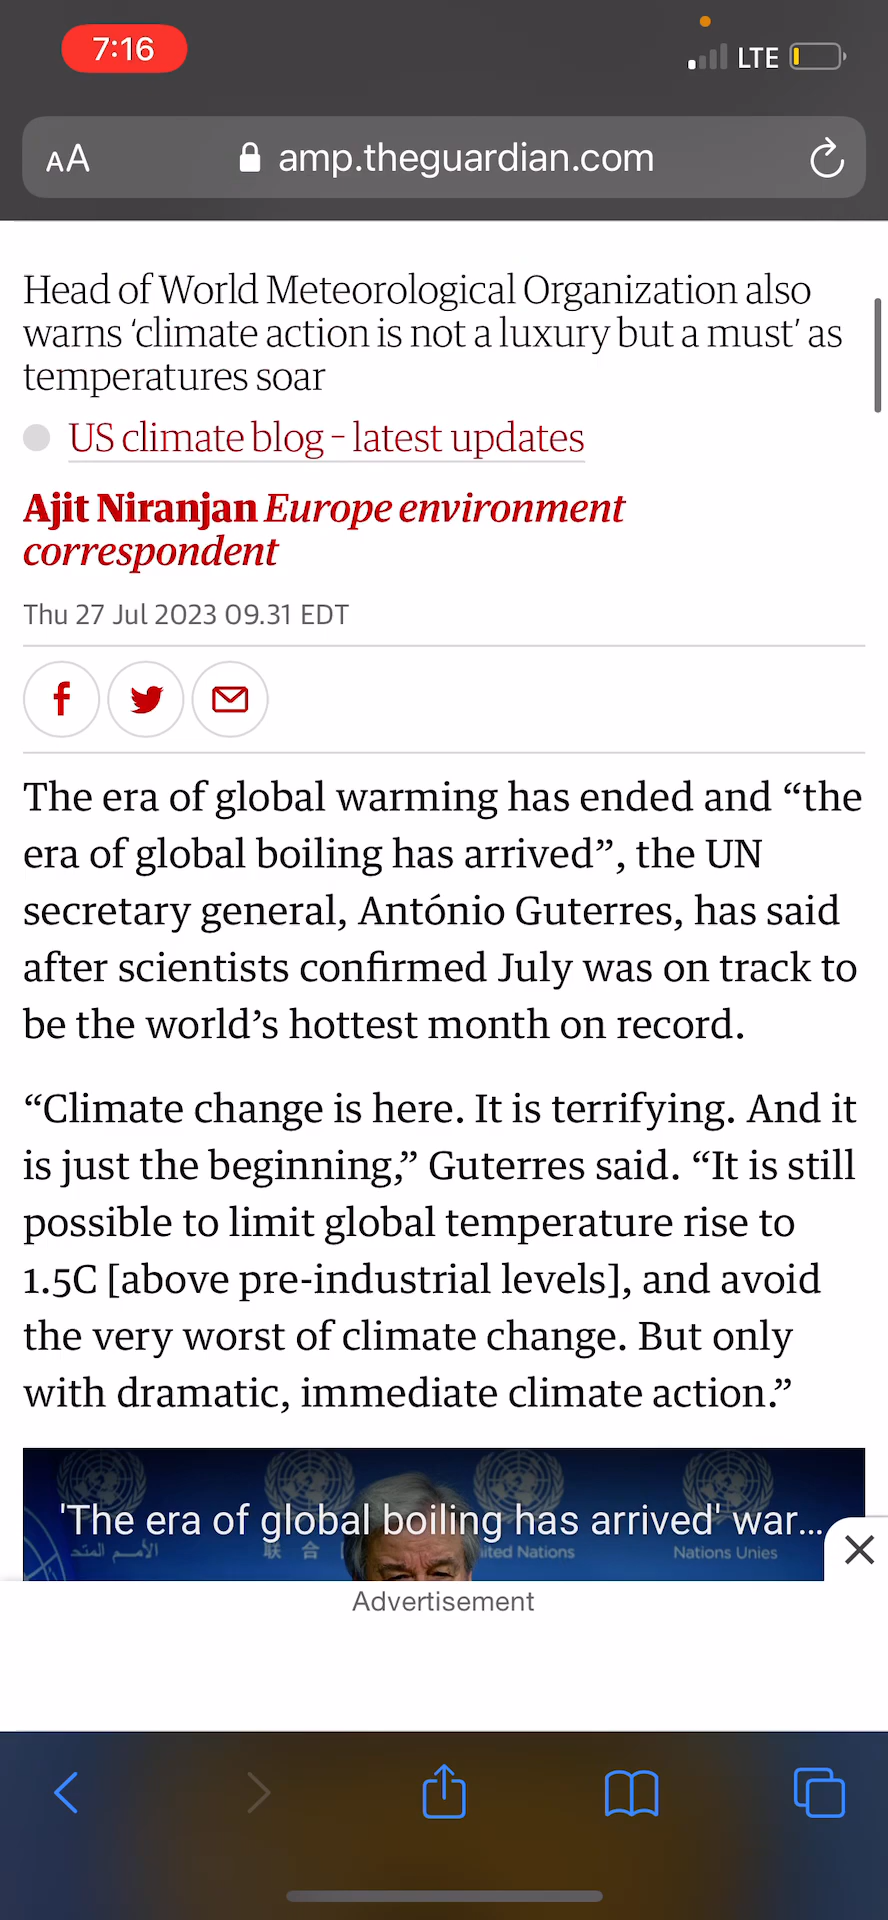 7:16
LTE
AA
amp.theguardian.com
Head of World Meteorological Organization also
warns ‘climate action is not a luxury but a must’ as
temperatures soar
US climate blog – latest updates
Ajit Niranjan Europe environment
correspondent
Thu 27 Jul 2023 09.31 EDT
The era of global warming has ended and “the
era of global boiling has arrived”, the UN
secretary general, António Guterres, has said
after scientists confirmed July was on track to
be the world’s hottest month on record.
“Climate change is here. It is terrifying. And it
is just the beginning,” Guterres said. “It is still
possible to limit global temperature rise to
1.5C [above pre-industrial levels], and avoid
the very worst of climate change. But only
with dramatic, immediate climate action.”
'The era of global boiling has arrived' war...
الأمم المتحد
联合
ited Nations
Nations Unies
Advertisement